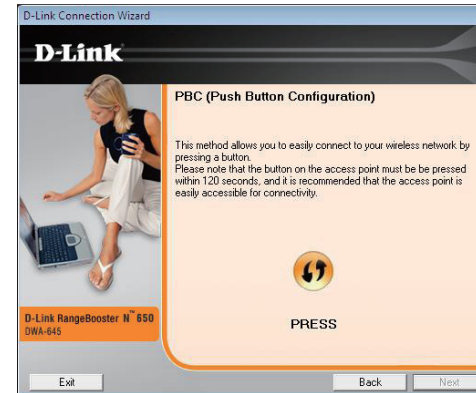 D-Link Connection Wizard
D-Link
PBC (Push Button Configuration)
This method allows you to easily connect to your wireless network by
pressing a button.
Please note that the button on the access point must be be pressed
within 120 seconds, and it is recommended that the access point is
easily accessible for connectivity.
PRESS
D-Link RangeBooster N™ 650
DWA-645
Exit
Back
Next